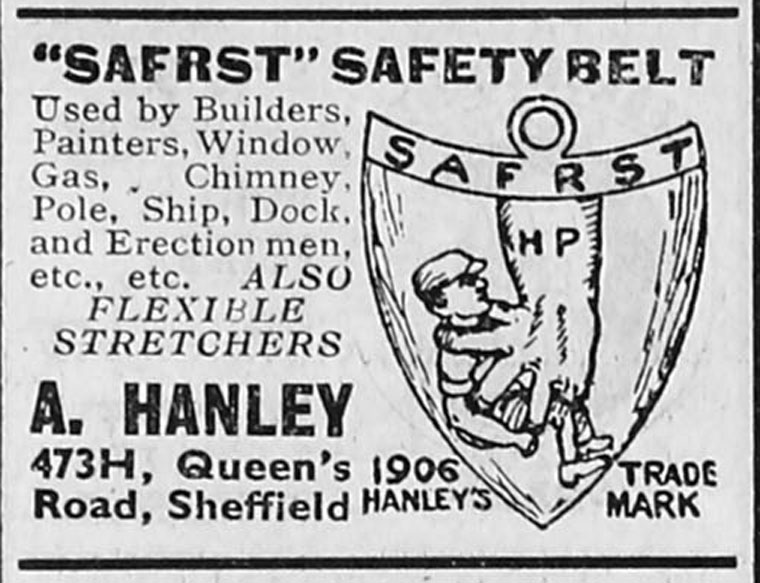 "SAFRST" SAFETY BELT
Used by Builders,
Painters, Window,
Gas, Chimney,
Pole, Ship, Dock,
and Erection men,
etc., etc. ALSO
FLEXIBLE
STRETCHERS
A. HANLEY
473H, Queen's
Road, Sheffield
SAFRST
HP
1906
HANLEY'S
TRADE
MARK